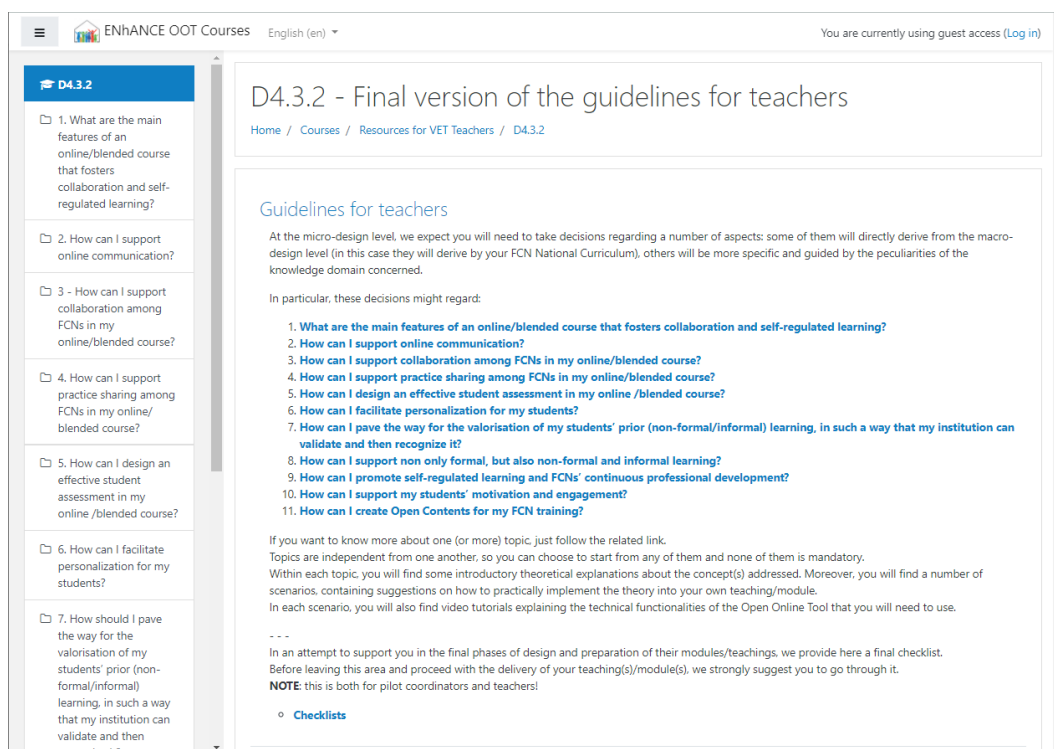 ENhANCE OOT Courses English (en) You are currently using guest access (Log in)
D4.3.2
1. What are the main
features of an
online/blended course
that fosters
collaboration and self-
regulated learning?
2. How can I support
online communication?
3 - How can I support
collaboration among
FCNs in my
online/blended course?
4. How can I support
practice sharing among
FCNs in my online/
blended course?
5. How can I design an
effective student
assessment in my
online /blended course?
6. How can I facilitate
personalization for my
students?
7. How should I pave
the way for the
valorisation of my
students' prior (non-
formal/informal)
learning, in such a way
that my institution can
validate and then
D4.3.2 - Final version of the guidelines for teachers
Home / Courses / Resources for VET Teachers / D4.3.2
Guidelines for teachers
At the micro-design level, we expect you will need to take decisions regarding a number of aspects: some of them will directly derive from the macro-
design level (in this case they will derive by your FCN National Curriculum), others will be more specific and guided by the peculiarities of the
knowledge domain concerned.
In particular, these decisions might regard:
1. What are the main features of an online/blended course that fosters collaboration and self-regulated learning?
2. How can I support online communication?
3. How can I support collaboration among FCNs in my online/blended course?
4. How can I support practice sharing among FCNs in my online/blended course?
5. How can I design an effective student assessment in my online /blended course?
6. How can I facilitate personalization for my students?
7. How can I pave the way for the valorisation of my students' prior (non-formal/informal) learning, in such a way that my institution can
validate and then recognize it?
8. How can I support non only formal, but also non-formal and informal learning?
9. How can I promote self-regulated learning and FCNs' continuous professional development?
10. How can I support my students' motivation and engagement?
11. How can I create Open Contents for my FCN training?
If you want to know more about one (or more) topic, just follow the related link.
Topics are independent from one another, so you can choose to start from any of them and none of them is mandatory.
Within each topic, you will find some introductory theoretical explanations about the concept(s) addressed. Moreover, you will find a number of
scenarios, containing suggestions on how to practically implement the theory into your own teaching/module.
In each scenario, you will also find video tutorials explaining the technical functionalities of the Open Online Tool that you will need to use.
- - -
In an attempt to support you in the final phases of design and preparation of their modules/teachings, we provide here a final checklist.
Before leaving this area and proceed with the delivery of your teaching(s)/module(s), we strongly suggest you to go through it.
NOTE: this is both for pilot coordinators and teachers!
Checklists